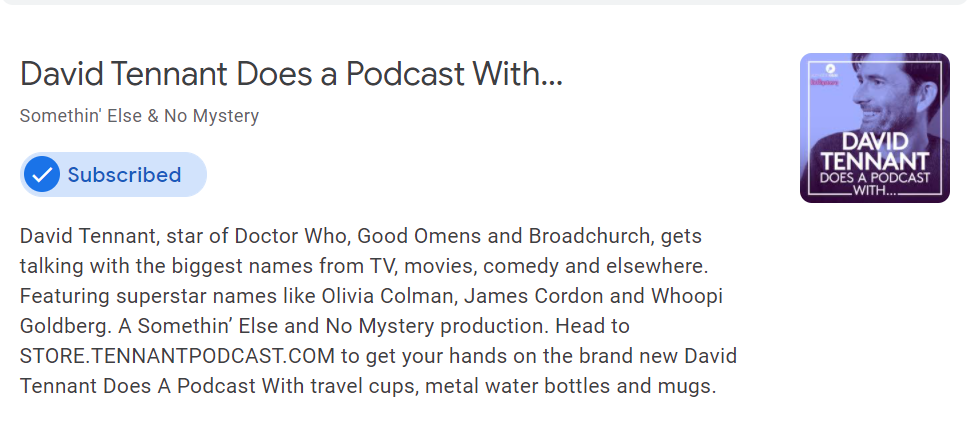 David Tennant Does a Podcast With...
Somethin' Else & No Mystery
Subscribed
David Tennant, star of Doctor Who, Good Omens and Broadchurch, gets
talking with the biggest names from TV, movies, comedy and elsewhere.
Featuring superstar names like Olivia Colman, James Cordon and Whoopi
Goldberg. A Somethin’ Else and No Mystery production. Head to
STORE.TENNANTPODCAST.COM to get your hands on the brand new David
Tennant Does A Podcast With travel cups, metal water bottles and mugs.
DAVID
TENNANT
DOES A PODCAST
WITH...